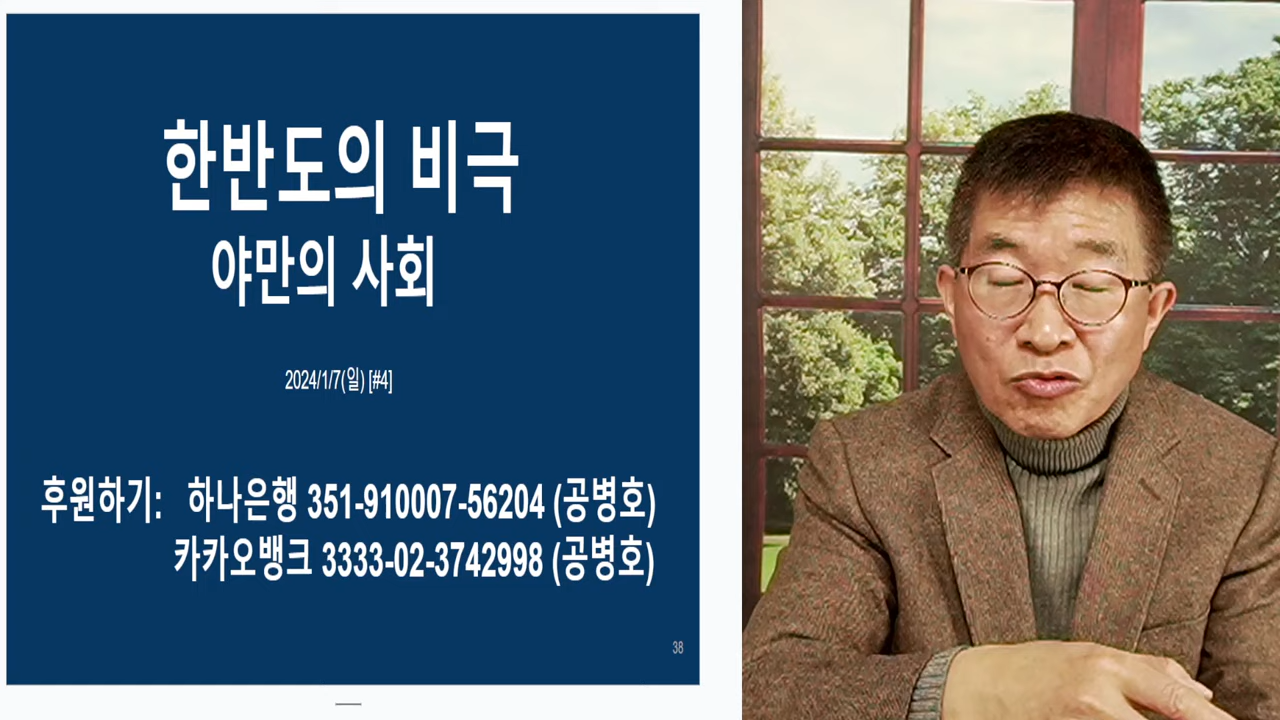 한반도의 비극
야만의 사회
2024/1/7(일) [#4]
후원하기: 하나은행 351-910007-56204 (공병호)
카카오뱅크 3333-02-3742998 (공병호)
38